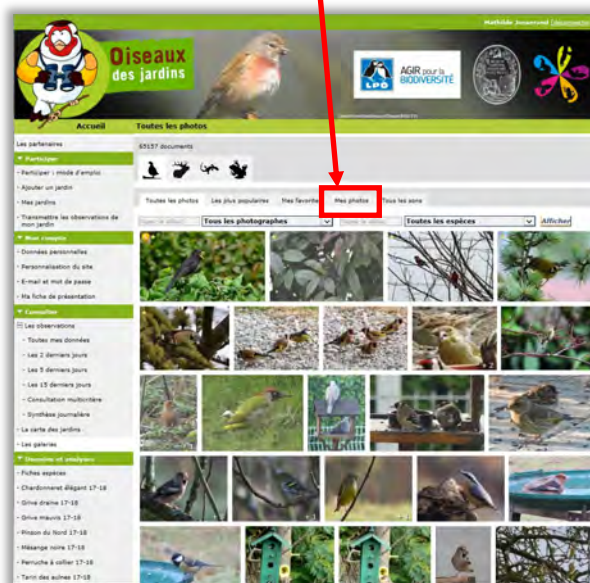 Mathilde Jouwerand [déconnecter]
Oiseaux
des jardins
LPO
AGIR pour la
BIODIVERSITÉ
Accueil
Toutes les photos
Les partenaires
Participer
- Participer : mode d'emploi
- Ajouter un jardin
- Mes jardins
- Transmettre les observations de
mon jardin
Mon compte
- Données personnelles
- Personnalisation du site
- E-mail et mot de passe
- Ma fiche de présentation
Consulter
Les observations
- Toutes mes données
- Les 2 derniers jours
- Les 5 derniers jours
- Les 15 derniers jours
- Consultation multicritère
- Synthèse journalière
- La carte des jardins
- Les galeries
Données et analyses
- Fiches espèces
- Chardonneret élégant 17-18
- Grive draine 17-18
- Grive mauvis 17-18
- Pinson du Nord 17-18
- Mésange noire 17-18
- Perruche à collier 17-18
- Tarin des aulnes 17-18
65157 documents
Toutes les photos Les plus populaires Mes favorites Mes photos Tous les sons
Tous les photographes
Toutes les espèces
Afficher